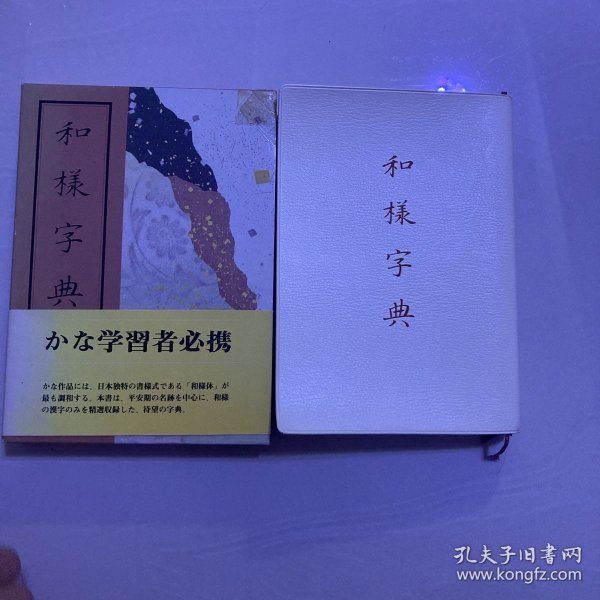 和様字典
かな学習者必携
かな作品には、日本独特の書様式である「和様体」が
最も調和する。本書は、平安期の名跡を中心に、和様
の漢字のみを精選収録した、待望の字典。
和様字典
孔夫子旧书网
www.kongfz.com